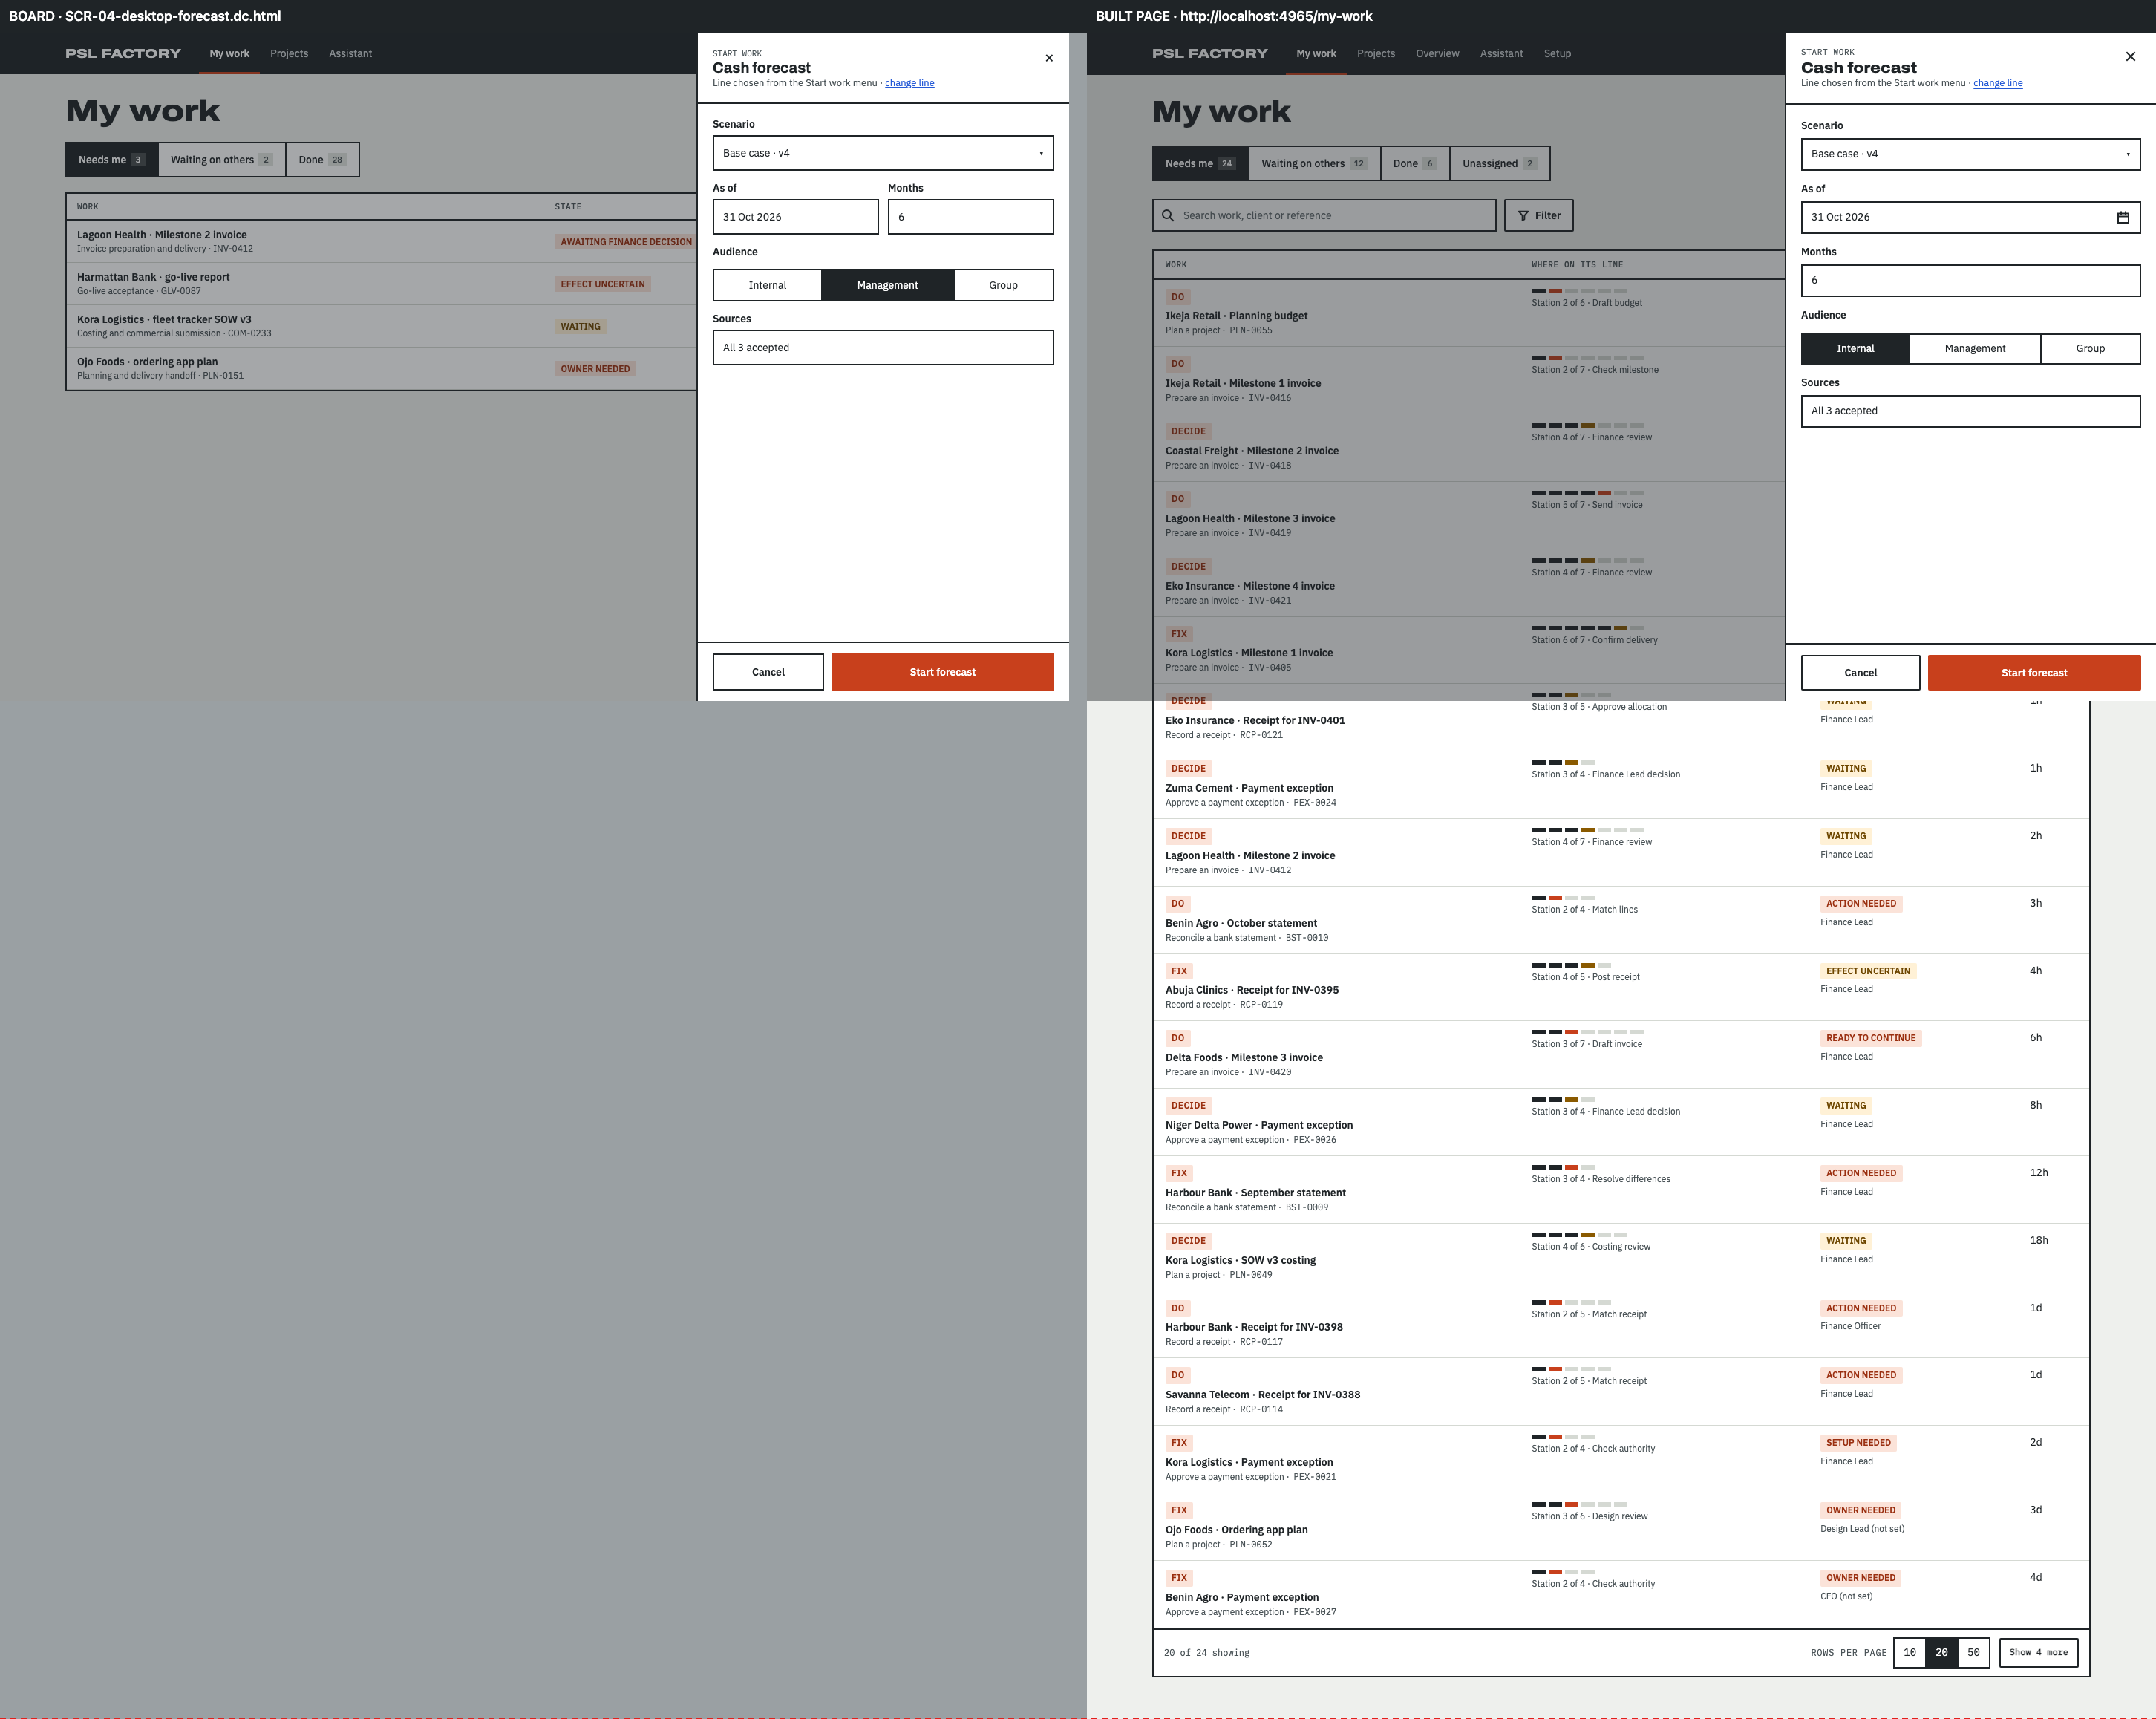 BOARD · SCR-04-desktop-forecast.dc.html
PSL FACTORY My work Projects Assistant
My work
Needs me 3 Waiting on others 2 Done 28
WORK STATE
Lagoon Health · Milestone 2 invoice
Invoice preparation and delivery · INV-0412
AWAITING FINANCE DECISION
Harmattan Bank · go-live report
Go-live acceptance · GLV-0087
EFFECT UNCERTAIN
Kora Logistics · fleet tracker SOW v3
Costing and commercial submission · COM-0233
WAITING
Ojo Foods · ordering app plan
Planning and delivery handoff · PLN-0151
OWNER NEEDED
START WORK
Cash forecast
Line chosen from the Start work menu · change line
Scenario
Base case · v4
As of Months
31 Oct 2026 6
Audience
Internal Management Group
Sources
All 3 accepted
Cancel Start forecast
BUILT PAGE · http://localhost:4965/my-work
PSL FACTORY My work Projects Overview Assistant Setup
My work
Needs me 24 Waiting on others 12 Done 6 Unassigned 2
Search work, client or reference Filter
WORK WHERE ON ITS LINE
DO
Ikeja Retail · Planning budget
Plan a project · PLN-0055
Station 2 of 6 · Draft budget
DO
Ikeja Retail · Milestone 1 invoice
Prepare an invoice · INV-0416
Station 2 of 7 · Check milestone
DECIDE
Coastal Freight · Milestone 2 invoice
Prepare an invoice · INV-0418
Station 4 of 7 · Finance review
DO
Lagoon Health · Milestone 3 invoice
Prepare an invoice · INV-0419
Station 5 of 7 · Send invoice
DECIDE
Eko Insurance · Milestone 4 invoice
Prepare an invoice · INV-0421
Station 4 of 7 · Finance review
FIX
Kora Logistics · Milestone 1 invoice
Prepare an invoice · INV-0405
Station 6 of 7 · Confirm delivery
START WORK
Cash forecast
Line chosen from the Start work menu · change line
Scenario
Base case · v4
As of
31 Oct 2026
Months
6
Audience
Internal Management Group
Sources
All 3 accepted
Cancel Start forecast
DECIDE
Eko Insurance · Receipt for INV-0401
Record a receipt · RCP-0121
Station 3 of 5 · Approve allocation
WAITING
Finance Lead
1h
DECIDE
Zuma Cement · Payment exception
Approve a payment exception · PEX-0024
Station 3 of 4 · Finance Lead decision
WAITING
Finance Lead
1h
DECIDE
Lagoon Health · Milestone 2 invoice
Prepare an invoice · INV-0412
Station 4 of 7 · Finance review
WAITING
Finance Lead
2h
DO
Benin Agro · October statement
Reconcile a bank statement · BST-0010
Station 2 of 4 · Match lines
ACTION NEEDED
Finance Lead
3h
FIX
Abuja Clinics · Receipt for INV-0395
Record a receipt · RCP-0119
Station 4 of 5 · Post receipt
EFFECT UNCERTAIN
Finance Lead
4h
DO
Delta Foods · Milestone 3 invoice
Prepare an invoice · INV-0420
Station 3 of 7 · Draft invoice
READY TO CONTINUE
Finance Lead
6h
DECIDE
Niger Delta Power · Payment exception
Approve a payment exception · PEX-0026
Station 3 of 4 · Finance Lead decision
WAITING
Finance Lead
8h
FIX
Harbour Bank · September statement
Reconcile a bank statement · BST-0009
Station 3 of 4 · Resolve differences
ACTION NEEDED
Finance Lead
12h
DECIDE
Kora Logistics · SOW v3 costing
Plan a project · PLN-0049
Station 4 of 6 · Costing review
WAITING
Finance Lead
18h
DO
Harbour Bank · Receipt for INV-0398
Record a receipt · RCP-0117
Station 2 of 5 · Match receipt
ACTION NEEDED
Finance Officer
1d
DO
Savanna Telecom · Receipt for INV-0388
Record a receipt · RCP-0114
Station 2 of 5 · Match receipt
ACTION NEEDED
Finance Lead
1d
FIX
Kora Logistics · Payment exception
Approve a payment exception · PEX-0021
Station 2 of 4 · Check authority
SETUP NEEDED
Finance Lead
2d
FIX
Ojo Foods · Ordering app plan
Plan a project · PLN-0052
Station 3 of 6 · Design review
OWNER NEEDED
Design Lead (not set)
3d
FIX
Benin Agro · Payment exception
Approve a payment exception · PEX-0027
Station 2 of 4 · Check authority
OWNER NEEDED
CFO (not set)
4d
20 of 24 showing ROWS PER PAGE 10 20 50 Show 4 more